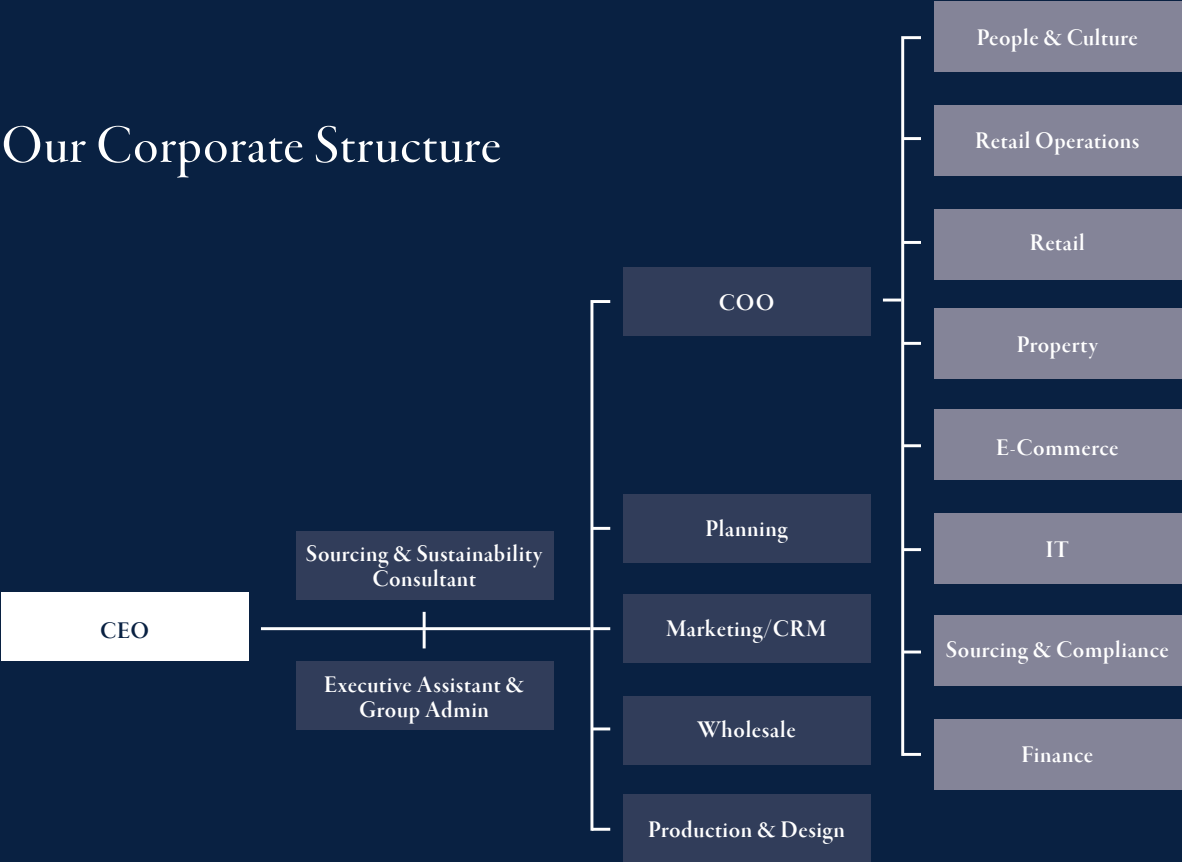 Our Corporate Structure
CEO
Sourcing & Sustainability
Consultant
Executive Assistant &
Group Admin
COO
Planning
Marketing/CRM
Wholesale
Production & Design
People & Culture
Retail Operations
Retail
Property
E-Commerce
IT
Sourcing & Compliance
Finance